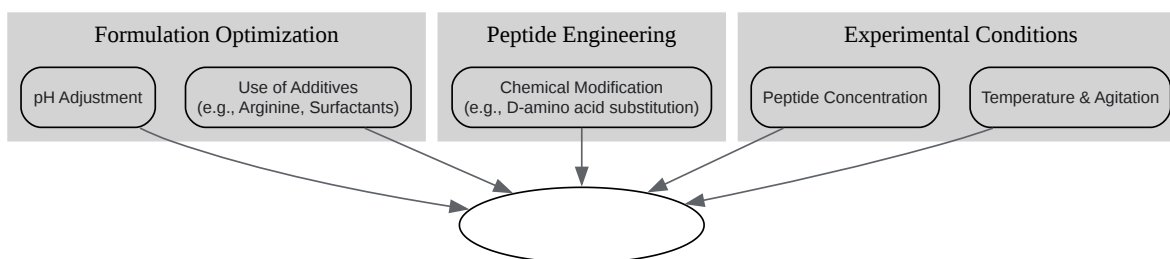 Formulation Optimization
pH Adjustment
Use of Additives
(e.g., Arginine, Surfactants)
Peptide Engineering
Chemical Modification
(e.g., D-amino acid substitution)
Experimental Conditions
Peptide Concentration
Temperature & Agitation